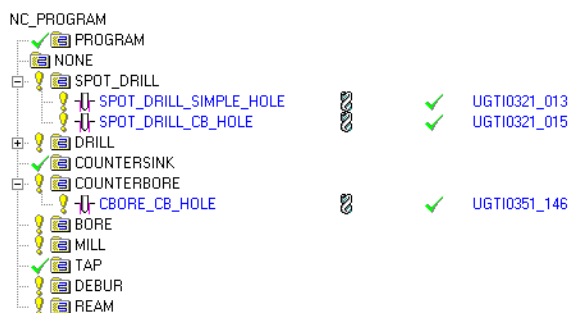 NC_PROGRAM
PROGRAM
NONE
SPOT_DRILL
SPOT_DRILL_SIMPLE_HOLE UGTI0321_013
SPOT_DRILL_CB_HOLE UGTI0321_015
DRILL
COUNTERSINK
COUNTERBORE
CBORE_CB_HOLE UGTI0351_146
BORE
MILL
TAP
DEBUR
REAM